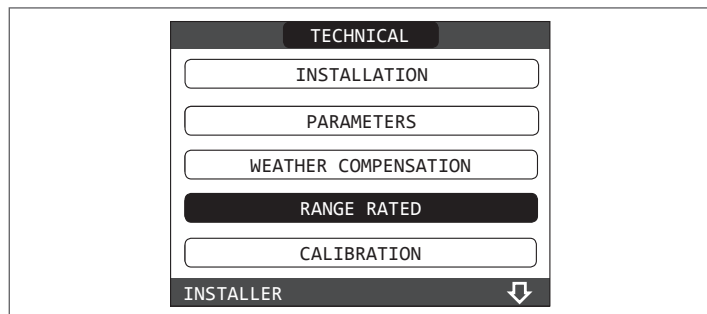 TECHNICAL
INSTALLATION
PARAMETERS
WEATHER COMPENSATION
RANGE RATED
CALIBRATION
INSTALLER